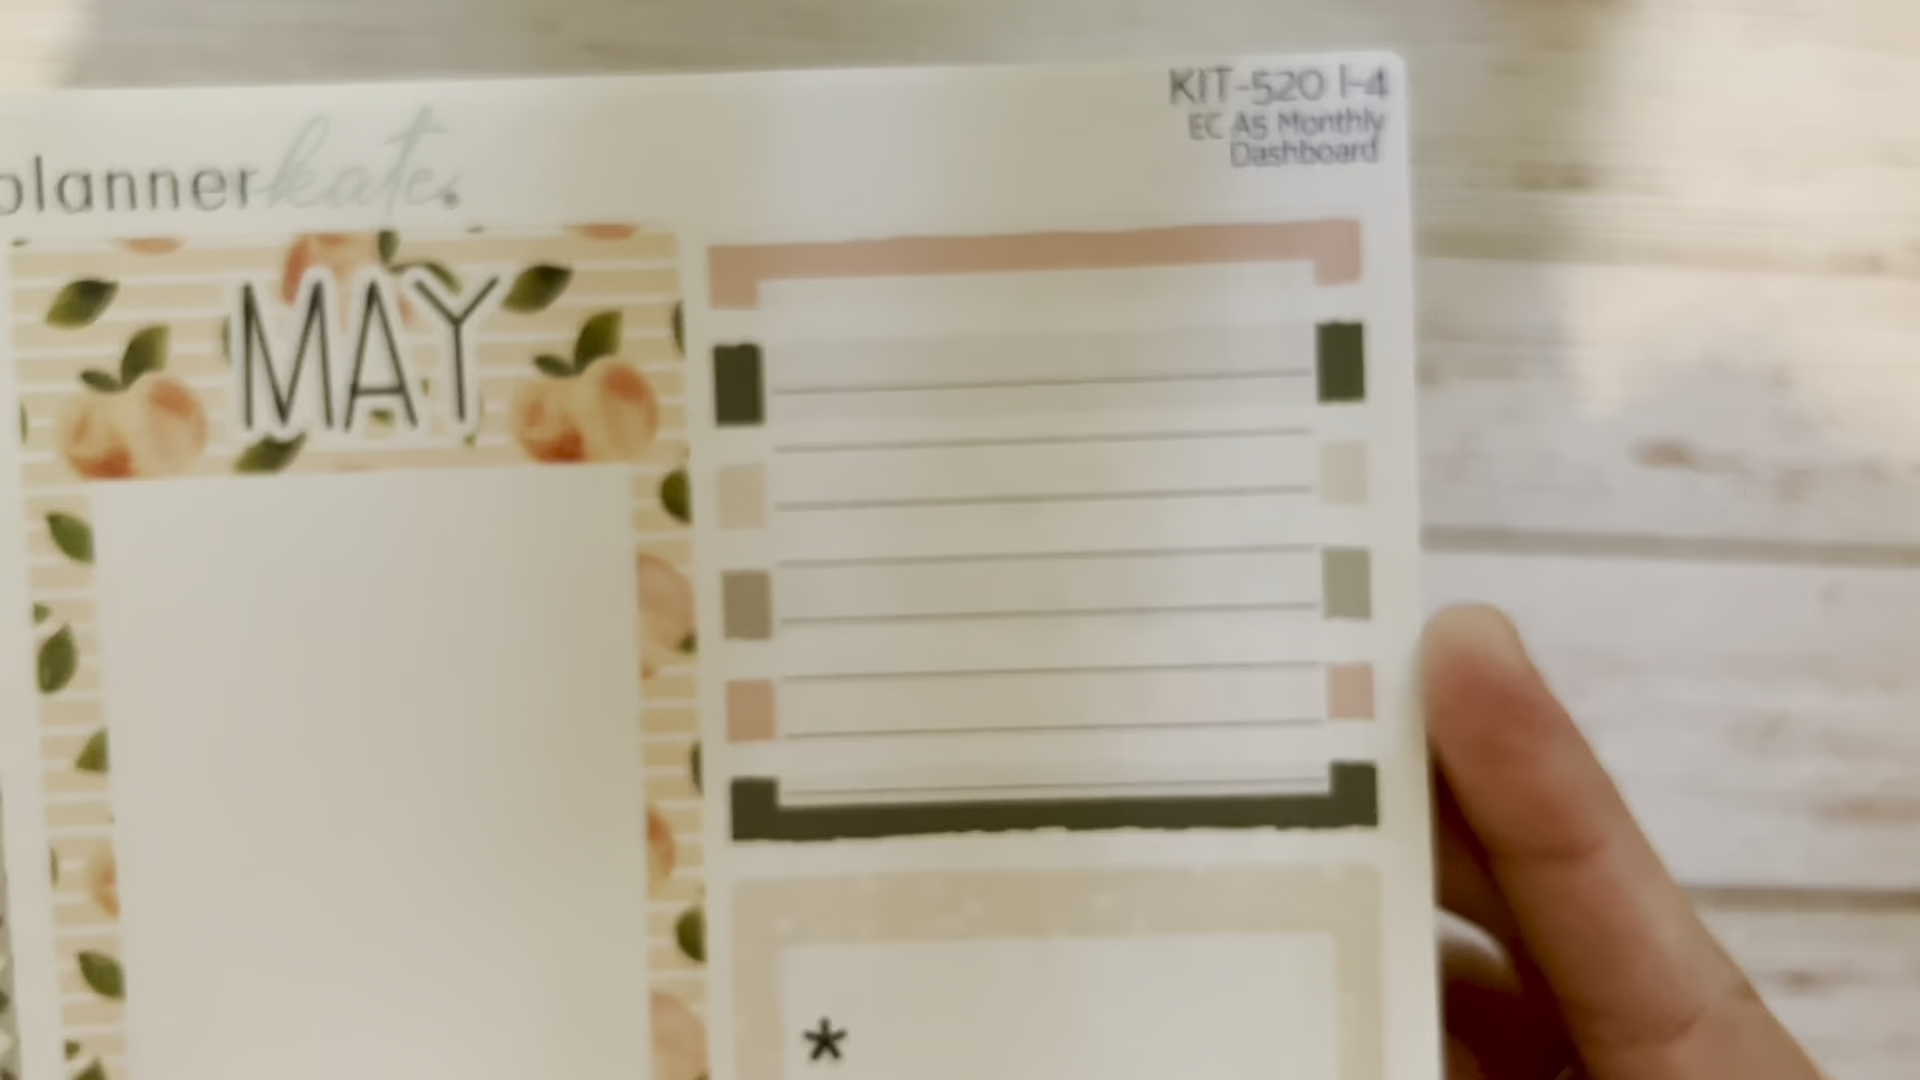 KIT-520 l-4
EC A5 Monthly
Dashboard
plannerkate.
MAY
*